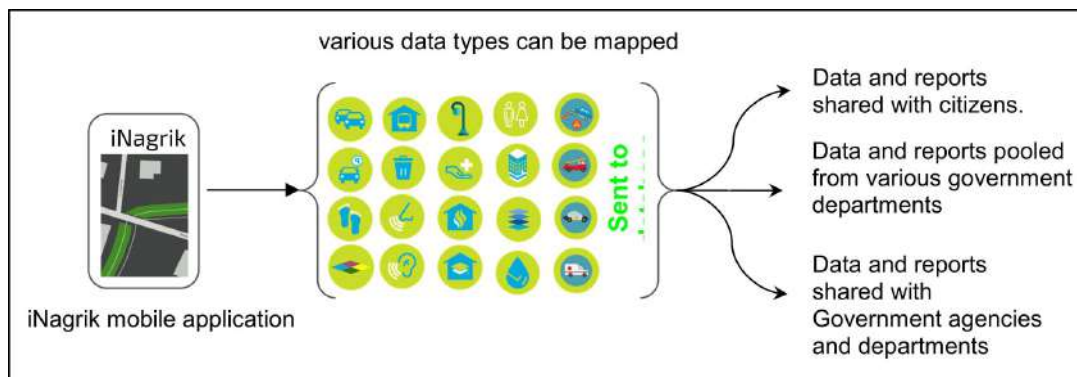 various data types can be mapped
iNagrik
iNagrik mobile application
Sent to
Data and reports
shared with citizens.
Data and reports pooled
from various government
departments
Data and reports
shared with
Government agencies
and departments